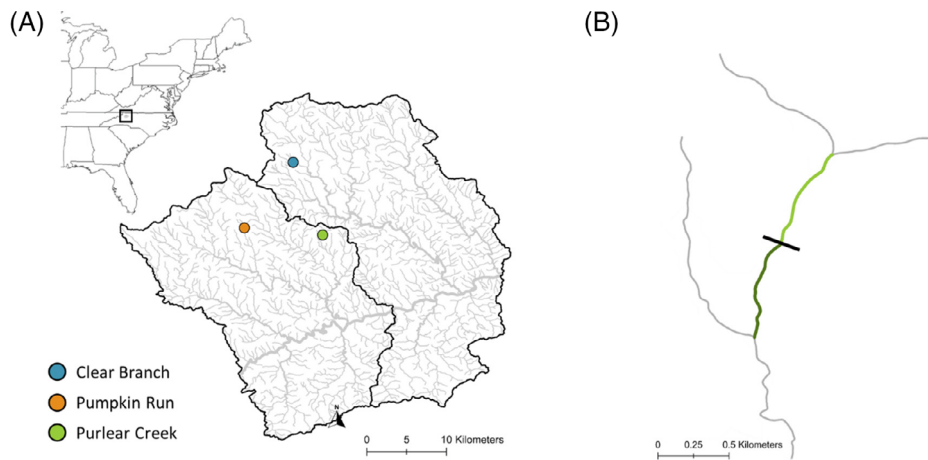 (A)
(B)
Clear Branch
Pumpkin Run
Purlear Creek
N
0 5 10 Kilometers
0 0.25 0.5 Kilometers